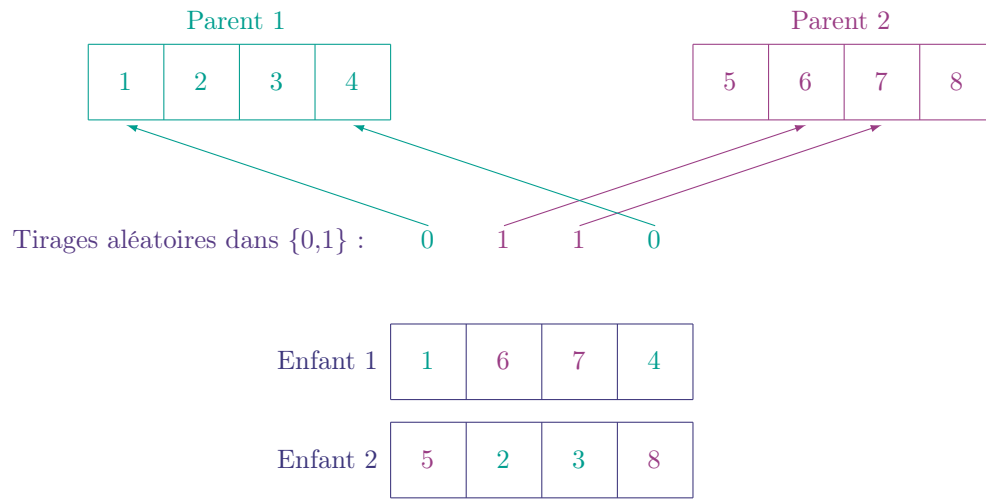 Parent 1
Parent 2
1 2 3 4
5 6 7 8
Tirages aléatoires dans {0,1} : 0 1 1 0
Enfant 1 1 6 7 4
Enfant 2 5 2 3 8